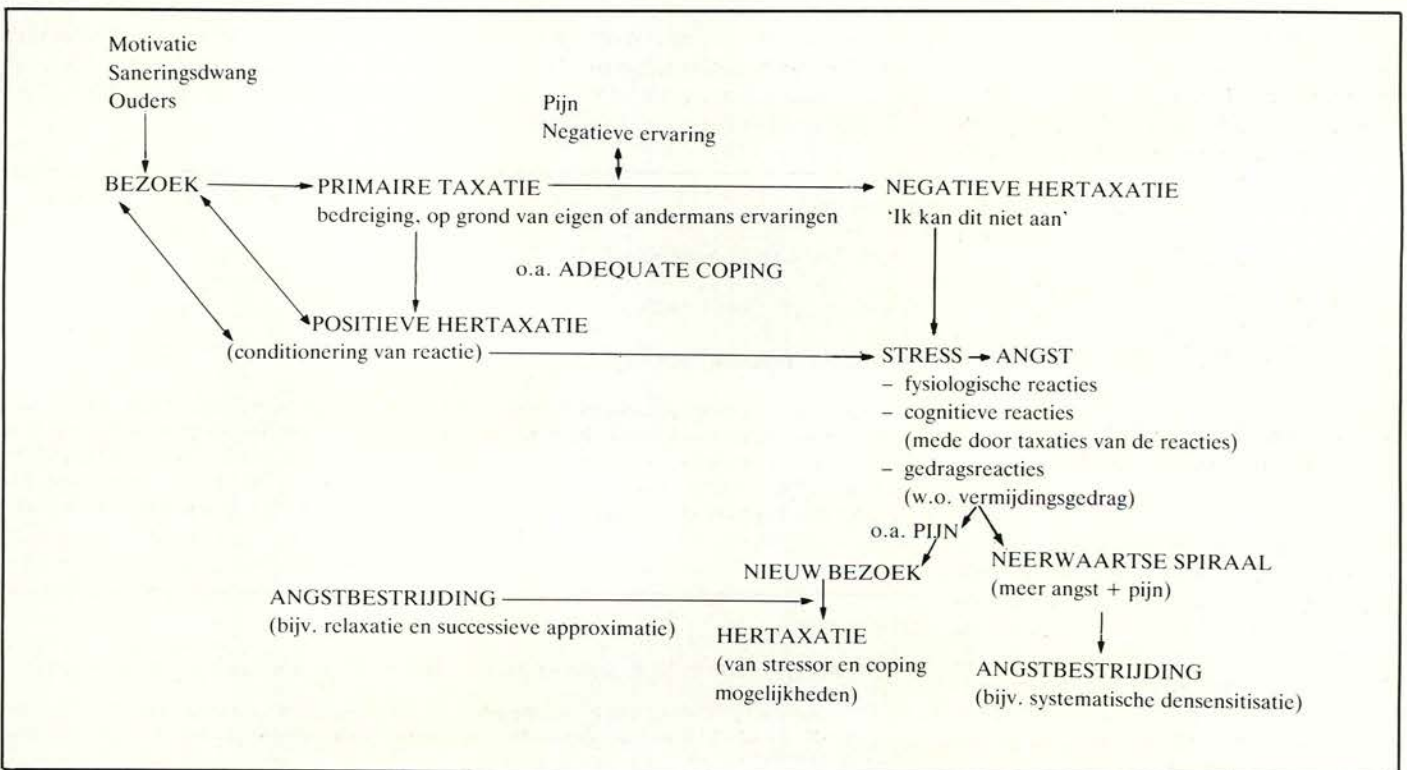 Motivatie
Saneringsdwang
Ouders
Pijn
Negatieve ervaring
BEZOEK
PRIMAIRE TAXATIE
NEGATIEVE HERTAXATIE
bedreiging, op grond van eigen of andermans ervaringen
'Ik kan dit niet aan'
o.a. ADEQUATE COPING
POSITIEVE HERTAXATIE
(conditionering van reactie)
STRESS
ANGST
– fysiologische reacties
– cognitieve reacties
(mede door taxaties van de reacties)
– gedragsreacties
(w.o. vermijdingsgedrag)
o.a. PIJN
NIEUW BEZOEK
NEERWAARTSE SPIRAAL
(meer angst + pijn)
ANGSTBESTRIJDING
(bijv. relaxatie en successieve approximatie)
HERTAXATIE
(van stressor en coping
mogelijkheden)
ANGSTBESTRIJDING
(bijv. systematische densensitisatie)